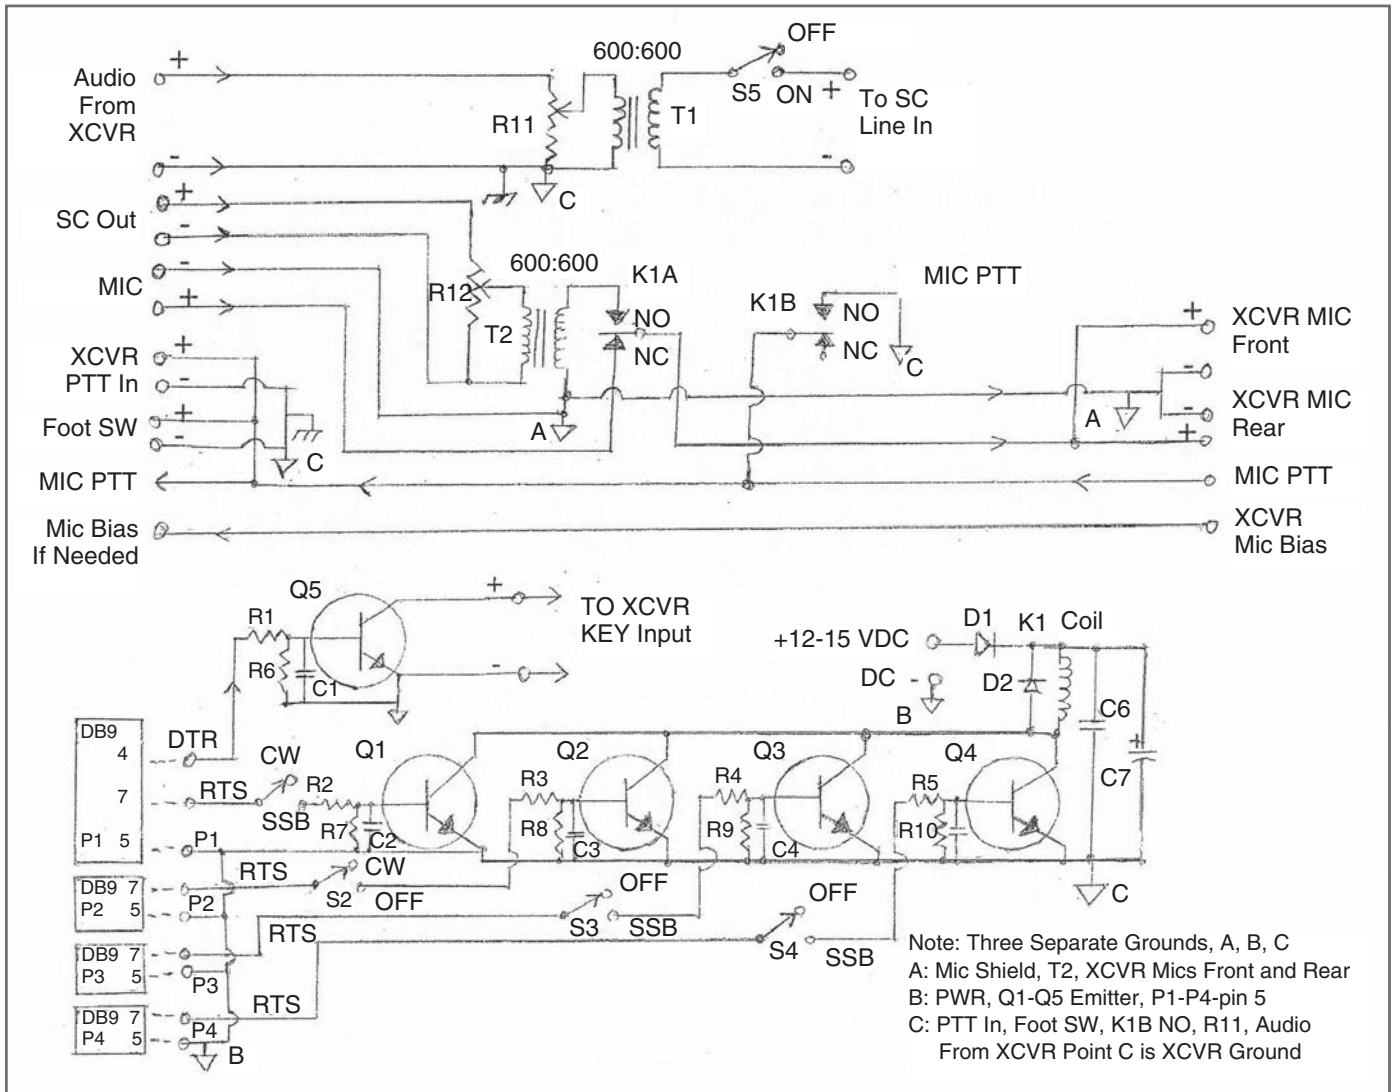 OFF
600:600
+
Audio
From
XCVR
R11
T1
S5
ON
+
To SC
Line In
-
-
C
+
SC Out
-
600:600
-
MIC
+
R12
T2
K1A
NO
NC
MIC PTT
K1B
NO
NC
C
+
XCVR MIC
Front
-
XCVR
+
PTT In
-
Foot SW
+
-
C
A
A
-
XCVR MIC
Rear
+
MIC PTT
MIC PTT
Mic Bias
If Needed
XCVR
Mic Bias
Q5
R1
R6
C1
+
TO XCVR
KEY Input
-
+12-15 VDC
D1
K1
Coil
DC -
D2
B
C6
+
C7
DB9
4
DTR
7
RTS
CW
SSB
P1 5
P1
Q1
R2
R7
C2
Q2
R3
R8
C3
Q3
R4
R9
C4
Q4
R5
R10
C
DB9 7
P2 5
P2
RTS
CW
S2
OFF
DB9 7
P3 5
P3
RTS
OFF
S3
SSB
DB9 7
P4 5
P4
RTS
OFF
S4
SSB
B
Note: Three Separate Grounds, A, B, C
A: Mic Shield, T2, XCVR Mics Front and Rear
B: PWR, Q1-Q5 Emitter, P1-P4-pin 5
C: PTT In, Foot SW, K1B NO, R11, Audio
From XCVR Point C is XCVR Ground